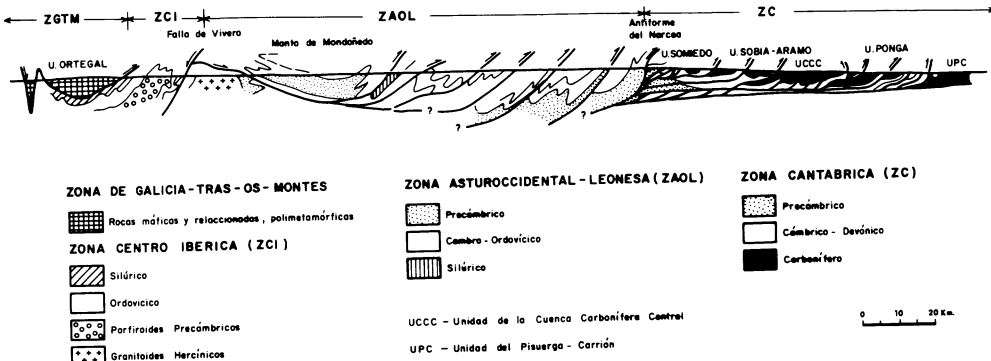 ZGTM ZCI ZAOL ZC
Falla de Vivero
Manto de Mondoñedo
Antiforme
del Narcea
U. ORTEGAL
U.SOMIEDO
U.SOBIA-ARAMO
U.PONGA
UCCC
UPC
?
?
?
ZONA DE GALICIA-TRAS-OS-MONTES
Rocas máficas y relaccionadas, polimetamórficas
ZONA CENTRO IBERICA (ZCI)
Silúrico
Ordovicico
Porfiroides Precámbricos
Granitoides Hercínicos
ZONA ASTUROCCIDENTAL-LEONESA (ZAOL)
Precámbrico
Cambro-Ordovícico
Silúrico
UCCC - Unidad de la Cuenca Carbonífera Central
UPC - Unidad del Pisuerga-Carrión
ZONA CANTABRICA (ZC)
Precámbrico
Cámbrico-Devónico
Carbonífero
0 10 20 Km.